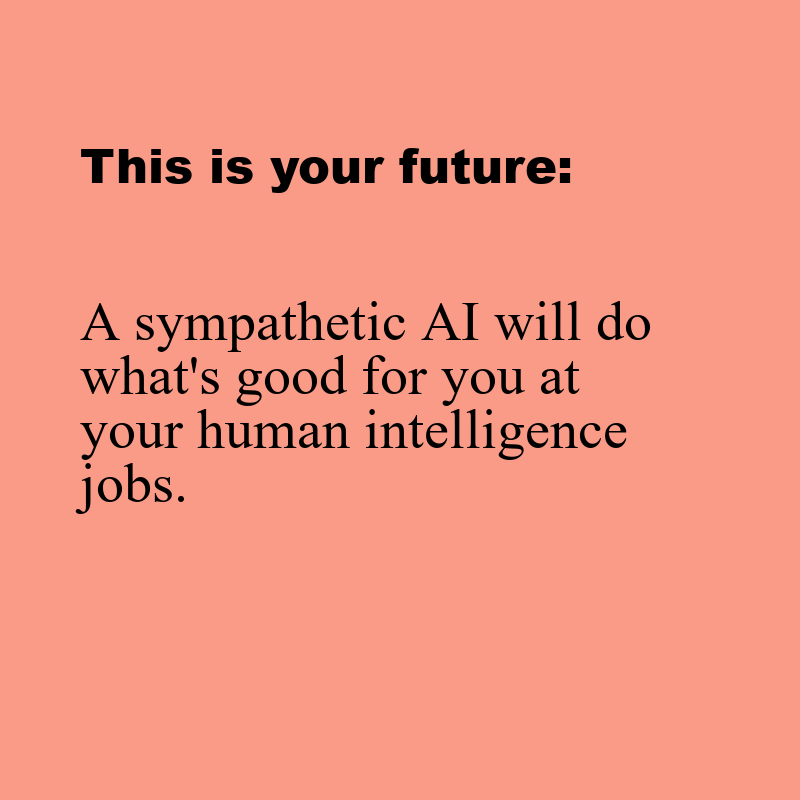 This is your future:
A sympathetic AI will do
what's good for you at
your human intelligence
jobs.